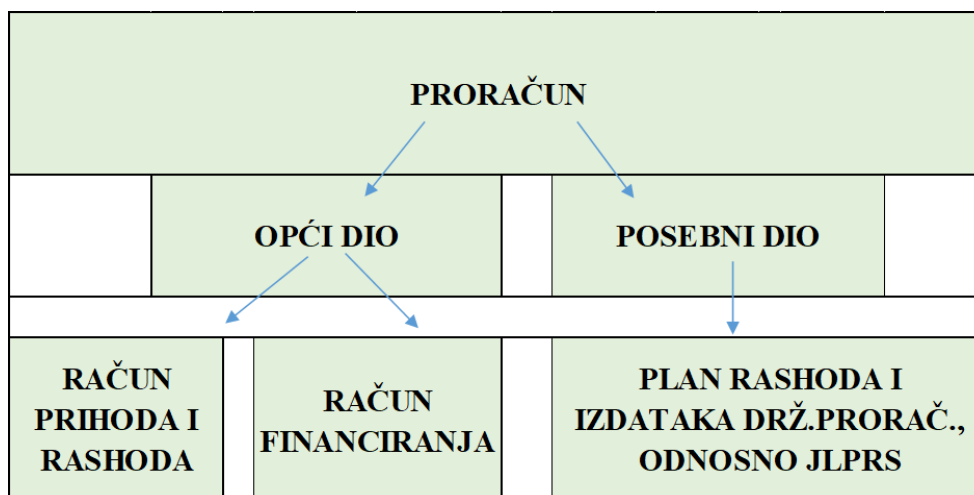 PRORAČUN
OPĆI DIO
POSEBNI DIO
RAČUN
PRIHODA I
RASHODA
RAČUN
FINANCIRANJA
PLAN RASHODA I
IZDATAKA DRŽ.PRORAČ.,
ODNOSNO JLPRS